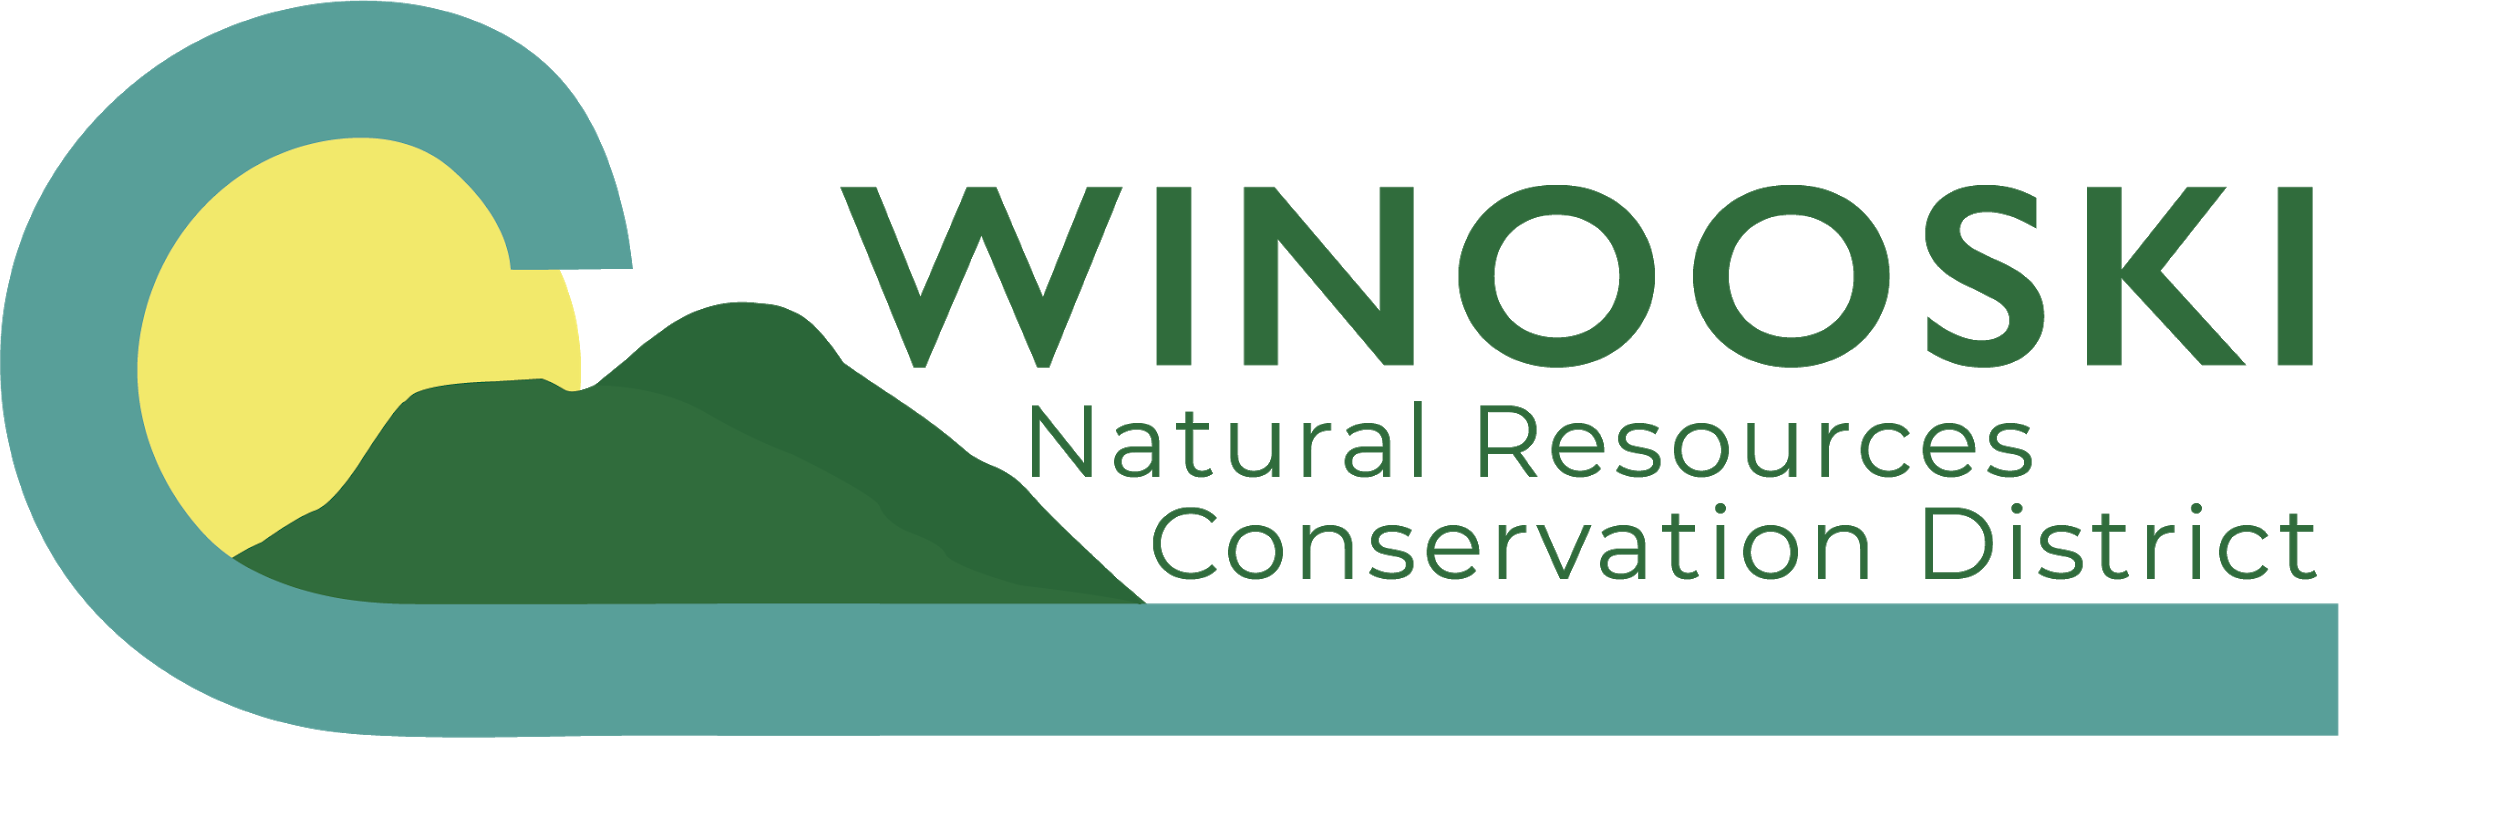 WINOOSKI
Natural Resources
Conservation District